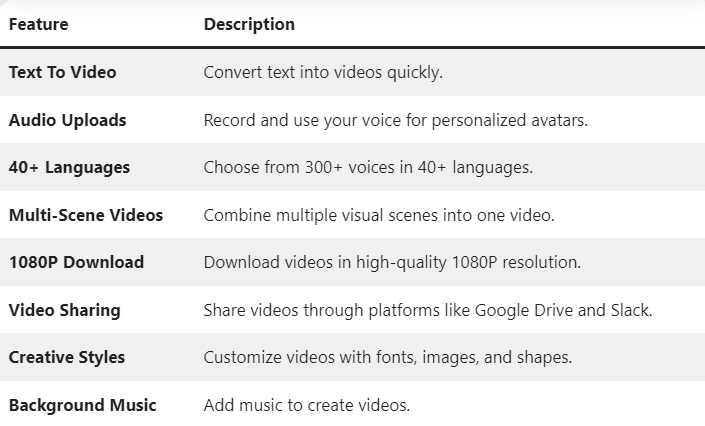 Feature Description
Text To Video Convert text into videos quickly.
Audio Uploads Record and use your voice for personalized avatars.
40+ Languages Choose from 300+ voices in 40+ languages.
Multi-Scene Videos Combine multiple visual scenes into one video.
1080P Download Download videos in high-quality 1080P resolution.
Video Sharing Share videos through platforms like Google Drive and Slack.
Creative Styles Customize videos with fonts, images, and shapes.
Background Music Add music to create videos.